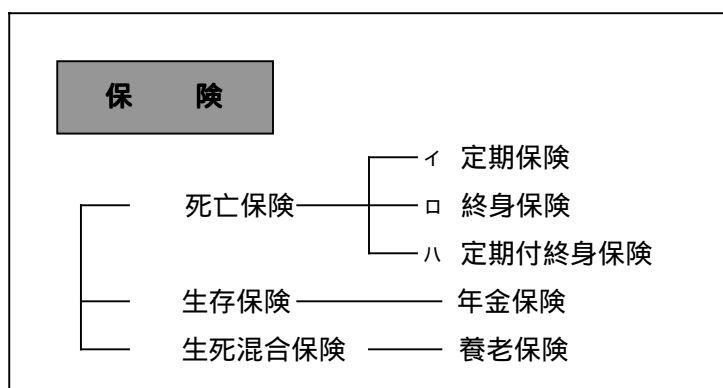 保 険
イ 定期保険
死亡保険 ロ 終身保険
ハ 定期付終身保険
生存保険 年金保険
生死混合保険 養老保険